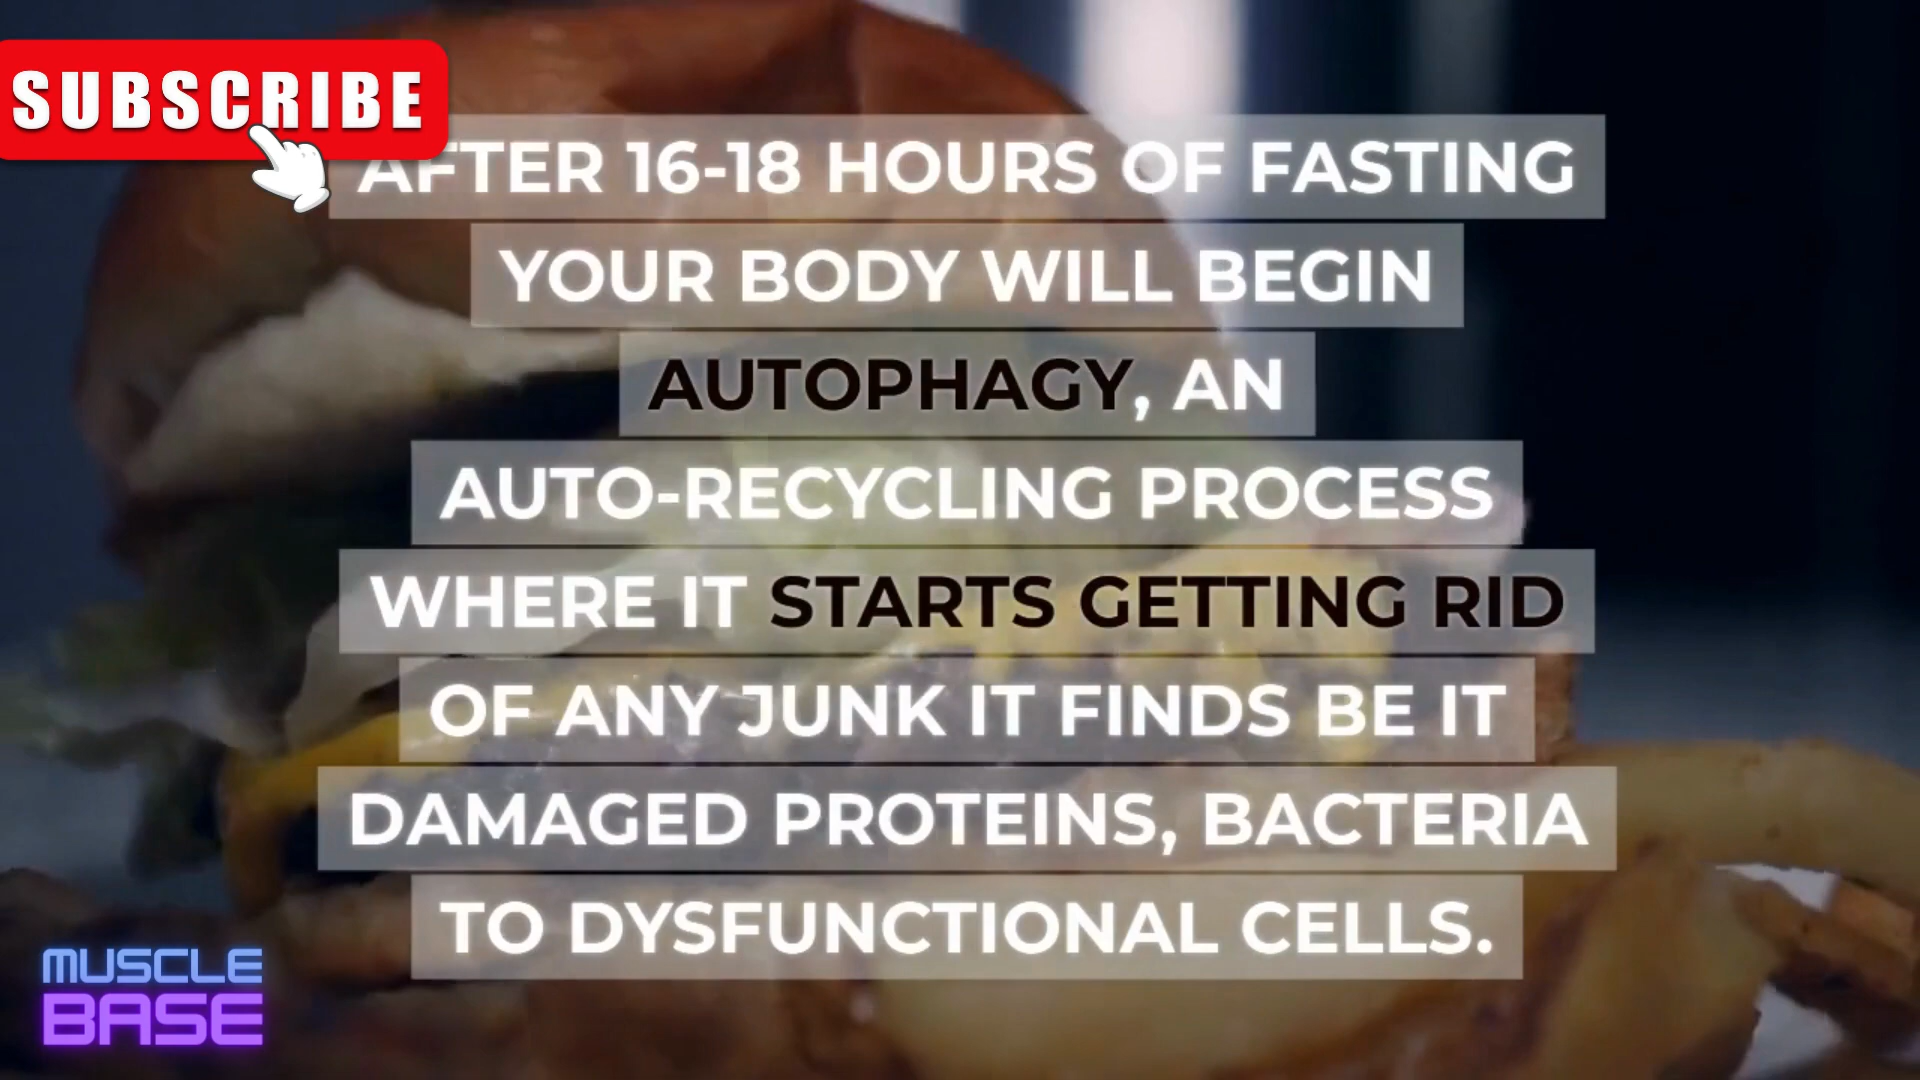 SUBSCRIBE
AFTER 16-18 HOURS OF FASTING
YOUR BODY WILL BEGIN
AUTOPHAGY, AN
AUTO-RECYCLING PROCESS
WHERE IT STARTS GETTING RID
OF ANY JUNK IT FINDS BE IT
DAMAGED PROTEINS, BACTERIA
TO DYSFUNCTIONAL CELLS.
MUSCLE
BASE